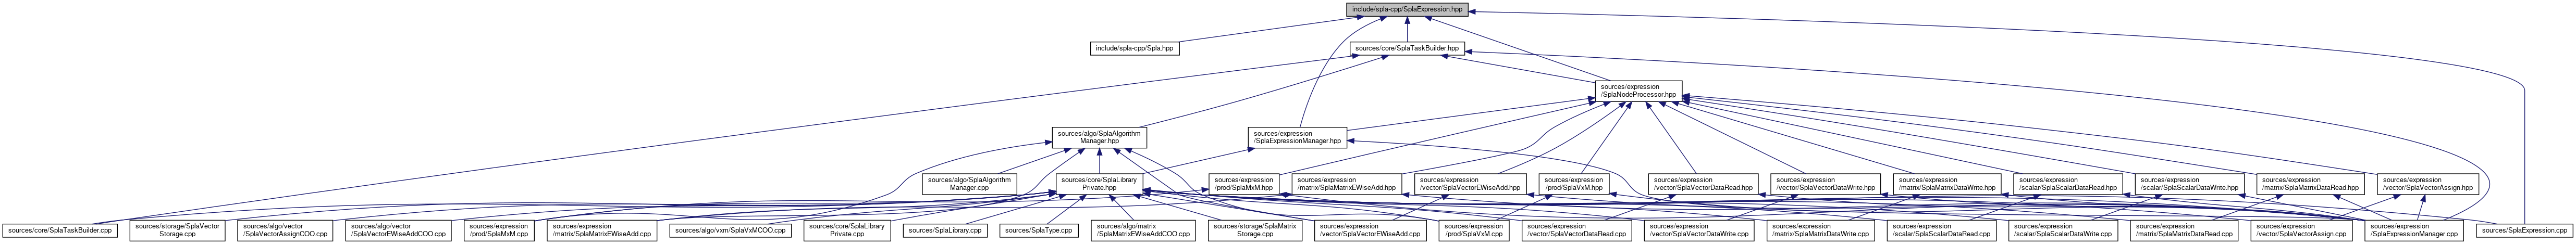 include/spla-cpp/SplaExpression.hpp
include/spla-cpp/Spla.hpp
sources/core/SplaTaskBuilder.hpp
sources/expression
/SplaNodeProcessor.hpp
sources/algo/SplaAlgorithm
Manager.hpp
sources/expression
/SplaExpressionManager.hpp
sources/algo/SplaAlgorithm
Manager.cpp
sources/core/SplaLibrary
Private.hpp
sources/expression
/prod/SplaMxM.hpp
sources/expression
/matrix/SplaMatrixEWiseAdd.hpp
sources/expression
/vector/SplaVectorEWiseAdd.hpp
sources/expression
/prod/SplaVxM.hpp
sources/expression
/vector/SplaVectorDataRead.hpp
sources/expression
/vector/SplaVectorDataWrite.hpp
sources/expression
/matrix/SplaMatrixDataWrite.hpp
sources/expression
/scalar/SplaScalarDataRead.hpp
sources/expression
/scalar/SplaScalarDataWrite.hpp
sources/expression
/matrix/SplaMatrixDataRead.hpp
sources/expression
/vector/SplaVectorAssign.hpp
sources/core/SplaTaskBuilder.cpp
sources/storage/SplaVector
Storage.cpp
sources/algo/vector
/SplaVectorAssignCOO.cpp
sources/algo/vector
/SplaVectorEWiseAddCOO.cpp
sources/expression
/prod/SplaMxM.cpp
sources/expression
/matrix/SplaMatrixEWiseAdd.cpp
sources/algo/vxm/SplaVxMCOO.cpp
sources/core/SplaLibrary
Private.cpp
sources/SplaLibrary.cpp
sources/SplaType.cpp
sources/algo/matrix
/SplaMatrixEWiseAddCOO.cpp
sources/storage/SplaMatrix
Storage.cpp
sources/expression
/vector/SplaVectorEWiseAdd.cpp
sources/expression
/prod/SplaVxM.cpp
sources/expression
/vector/SplaVectorDataRead.cpp
sources/expression
/vector/SplaVectorDataWrite.cpp
sources/expression
/matrix/SplaMatrixDataWrite.cpp
sources/expression
/scalar/SplaScalarDataRead.cpp
sources/expression
/scalar/SplaScalarDataWrite.cpp
sources/expression
/matrix/SplaMatrixDataRead.cpp
sources/expression
/vector/SplaVectorAssign.cpp
sources/expression
/SplaExpressionManager.cpp
sources/SplaExpression.cpp